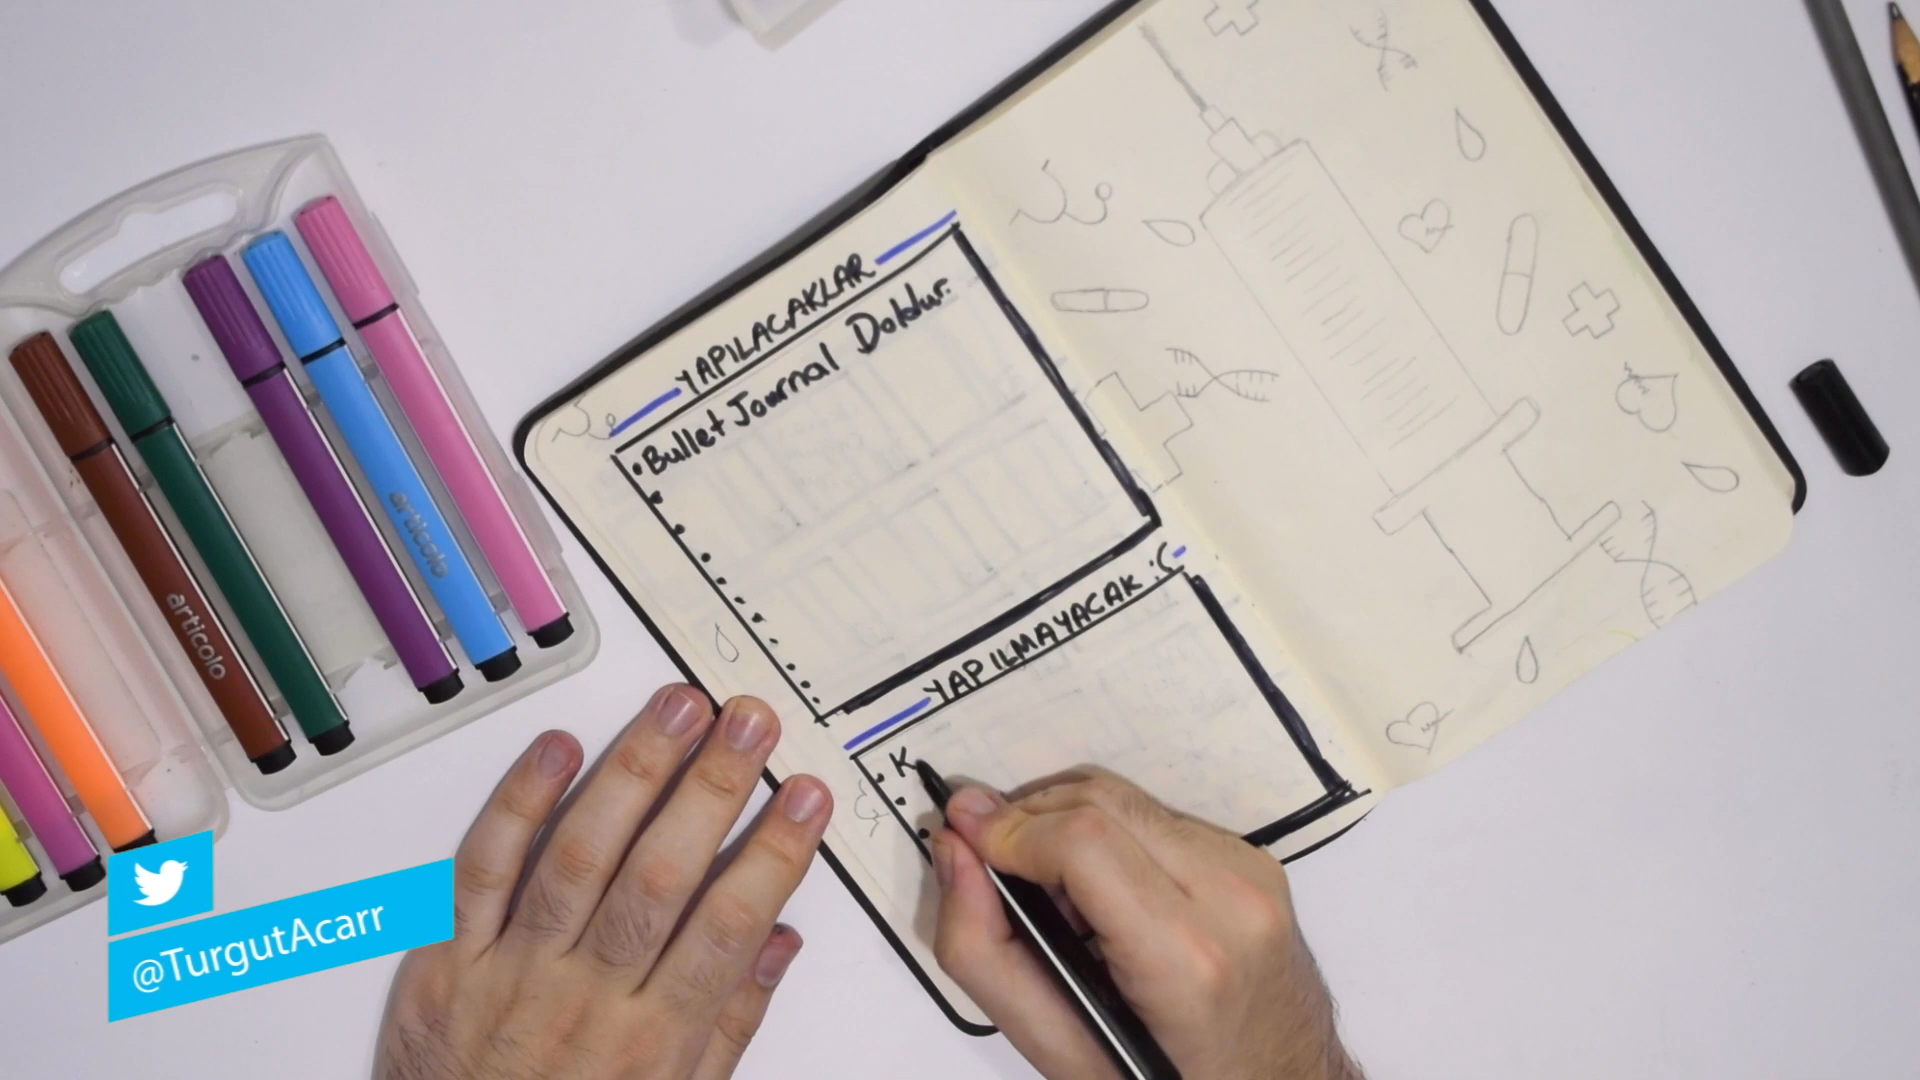 YAPILACAKLAR
• Bullet Journal Doldur.
YAPILMAYACAK :(
• K
articolo
articolo
@TurgutAcarr